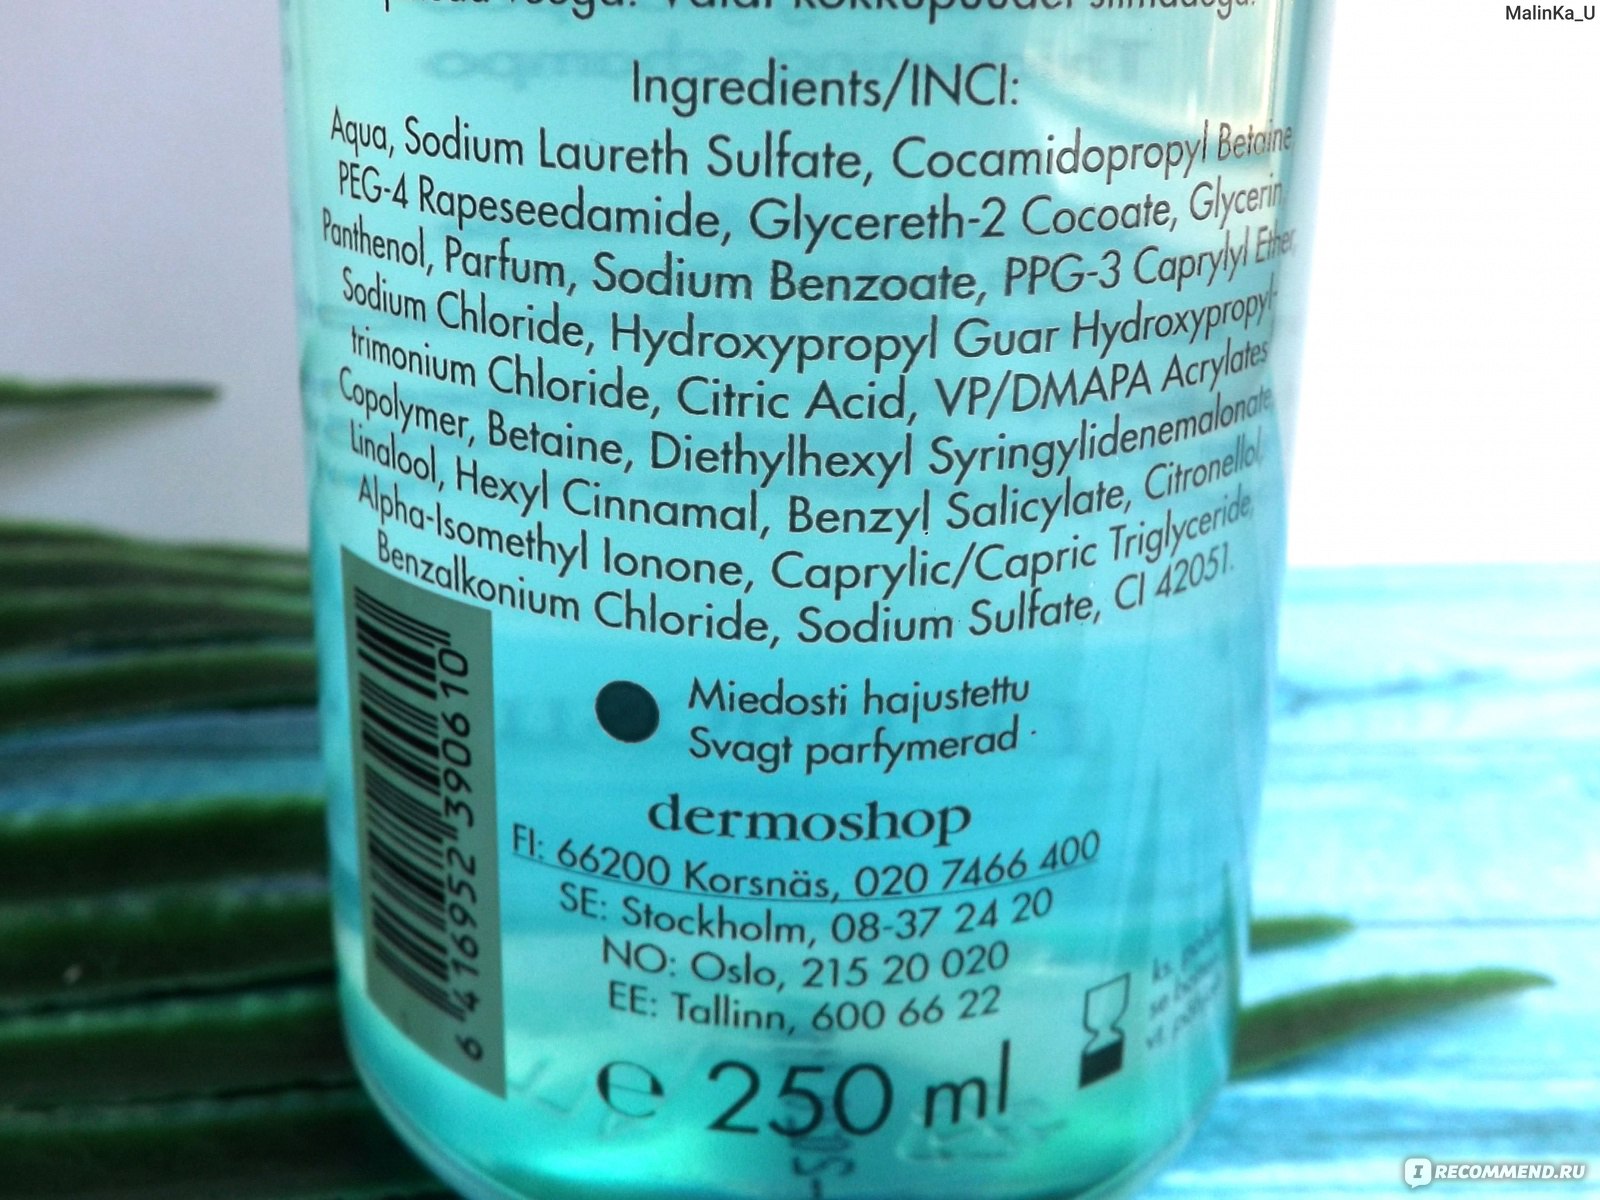 MalinKa_U
Ingredients/INCI:
Aqua, Sodium Laureth Sulfate, Cocamidopropyl Betaine
PEG-4 Rapeseedamide, Glycereth-2 Cocoate, Glycerin,
Panthenol, Parfum, Sodium Benzoate, PPG-3 Caprylyl Ether,
Sodium Chloride, Hydroxypropyl Guar Hydroxypropyl-
trimonium Chloride, Citric Acid, VP/DMAPA Acrylates
Copolymer, Betaine, Diethylhexyl Syringylidenemalonate,
Linalool, Hexyl Cinnamal, Benzyl Salicylate, Citronellol,
Alpha-Isomethyl Ionone, Caprylic/Capric Triglyceride,
Benzalkonium Chloride, Sodium Sulfate, CI 42051.
Miedosti hajustettu
Svagt parfymerad
dermoshop
FI: 66200 Korsnäs, 020 7466 400
SE: Stockholm, 08-37 24 20
NO: Oslo, 215 20 020
EE: Tallinn, 600 66 22
℮ 250 ml
6 416952 390610
ks.
se
vt.
IRECOMMEND.RU